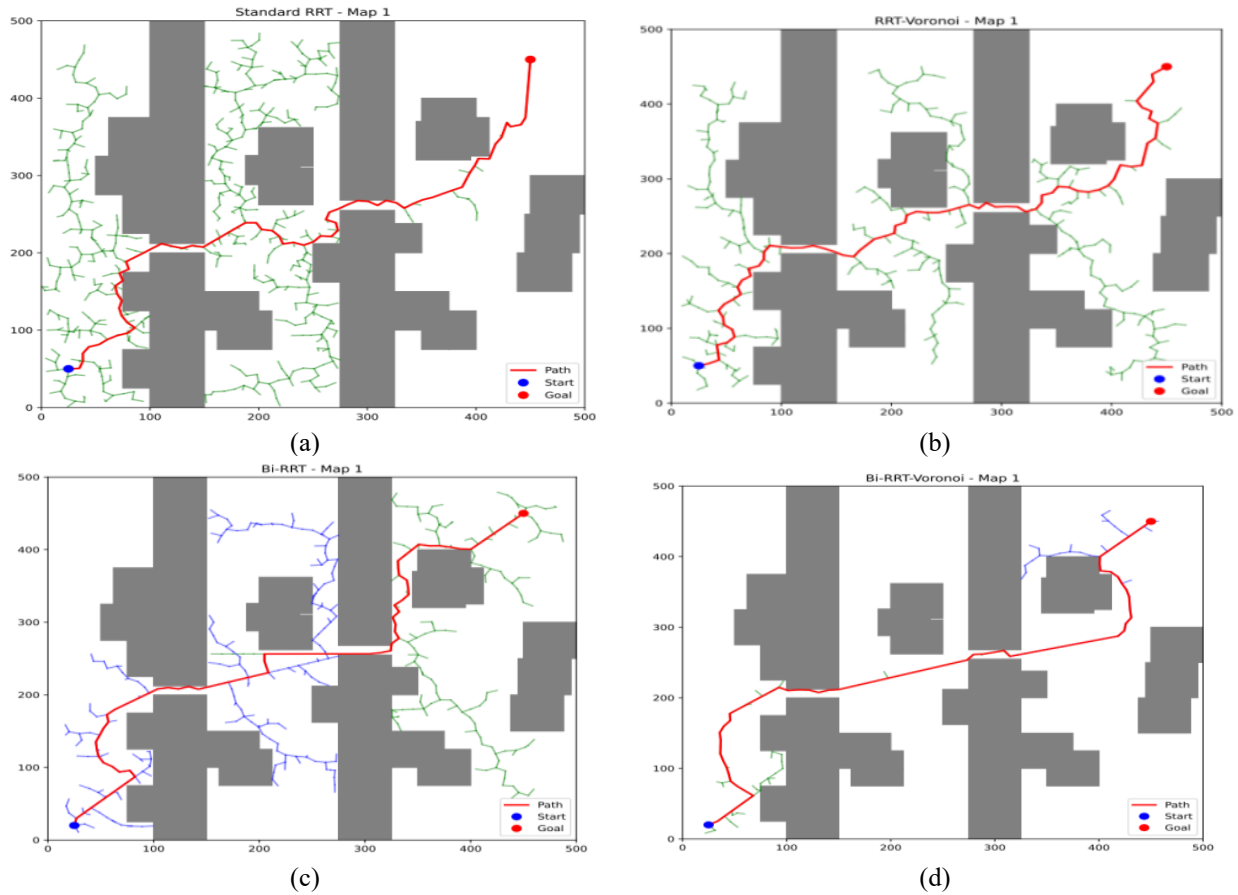 Standard RRT - Map 1
500
400
300
200
100
0
0 100 200 300 400 500
Path
Start
Goal
(a)
RRT-Voronoi - Map 1
500
400
300
200
100
0
0 100 200 300 400 500
Path
Start
Goal
(b)
Bi-RRT - Map 1
500
400
300
200
100
0
0 100 200 300 400 500
Path
Start
Goal
(c)
Bi-RRT-Voronoi - Map 1
500
400
300
200
100
0
0 100 200 300 400 500
Path
Start
Goal
(d)